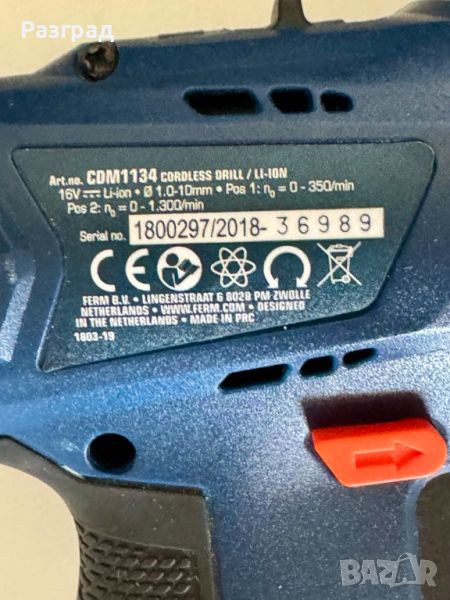 Разград
Art.no. CDM1134 CORDLESS DRILL / LI-ION
16V ⎓ Li-ion • Ø 1.0-10mm • Pos 1: n₀ = 0 - 350/min
Pos 2: n₀ = 0 - 1.300/min
Serial no. 1800297/2018- 36989
CE
FERM B.V. • LINGENSTRAAT 6 8028 PM ZWOLLE
NETHERLANDS • WWW.FERM.COM • DESIGNED
IN THE NETHERLANDS • MADE IN PRC
1803-19
BAZAR